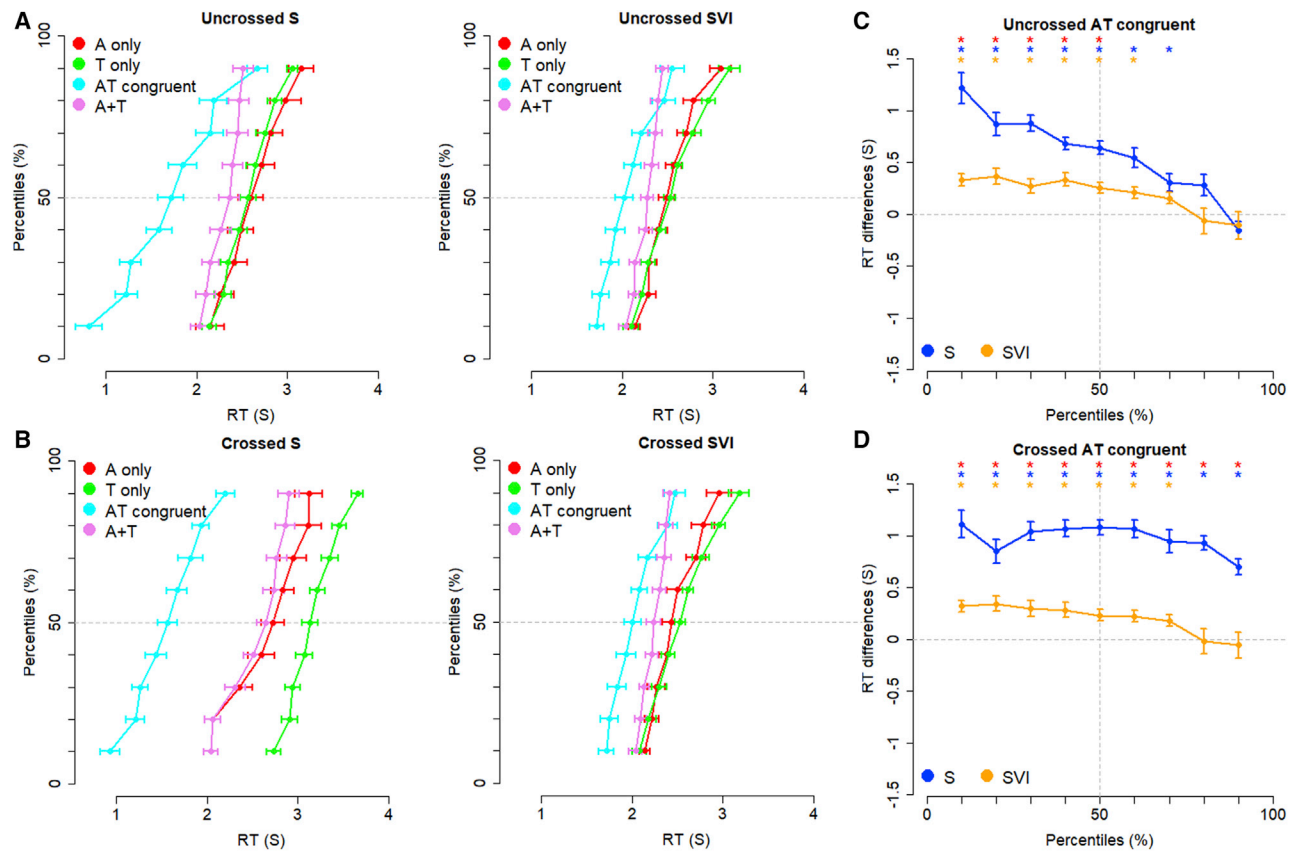 A
Uncrossed S
Percentiles (%)
100
50
0
A only
T only
AT congruent
A+T
1 2 3 4
RT (S)
Uncrossed SVI
Percentiles (%)
100
50
0
A only
T only
AT congruent
A+T
1 2 3 4
RT (S)
C
Uncrossed AT congruent
* * * * *
* * * * * * *
* * * * *
RT differences (S)
1.5
1
0.5
0
-0.5
-1
-1.5
S SVI
0 50 100
Percentiles (%)
B
Crossed S
Percentiles (%)
100
50
0
A only
T only
AT congruent
A+T
1 2 3 4
RT (S)
Crossed SVI
Percentiles (%)
100
50
0
A only
T only
AT congruent
A+T
1 2 3 4
RT (S)
D
Crossed AT congruent
* * * * * * * * *
* * * * * * * * *
* * * * * * *
RT differences (S)
1.5
1
0.5
0
-0.5
-1
-1.5
S SVI
0 50 100
Percentiles (%)